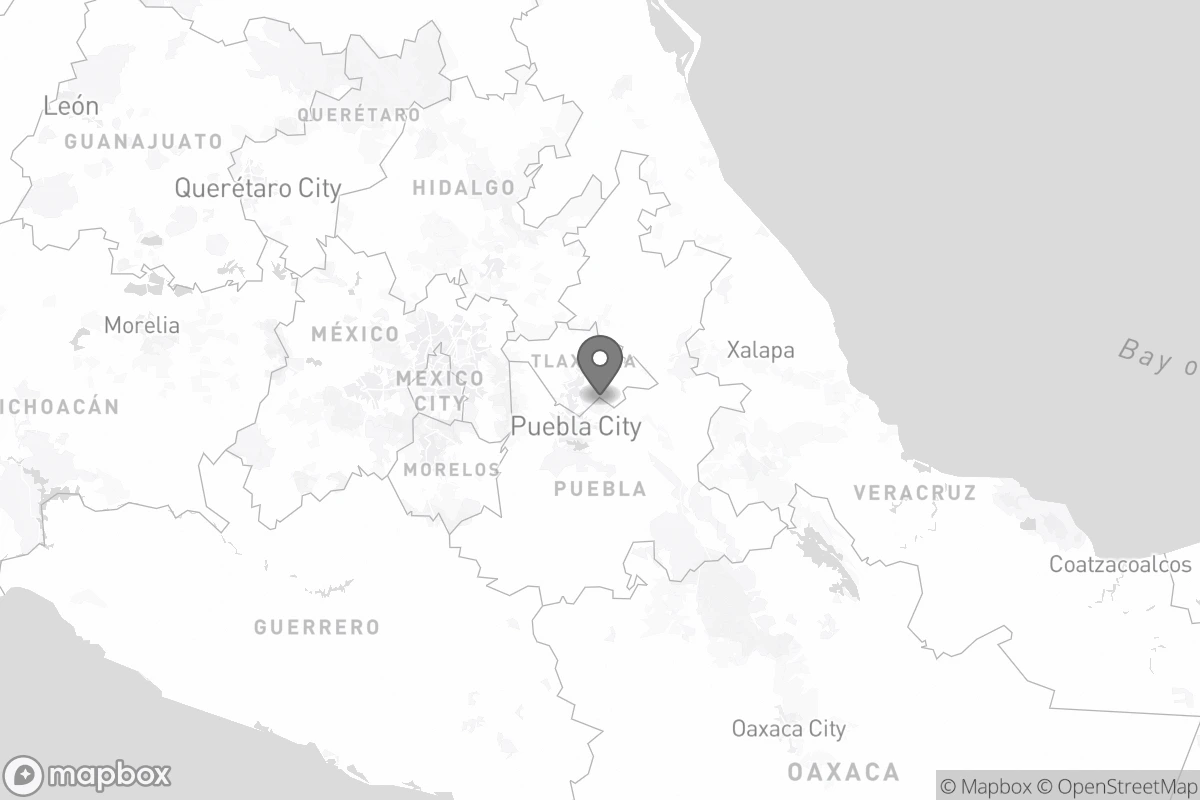 León
QUERÉTARO
GUANAJUATO
Querétaro City
HIDALGO
Morelia
MÉXICO
Xalapa
Bay o
TLAX
A
MEXICO
CITY
ICHOACÁN
Puebla City
MORELOS
PUEBLA
VERACRUZ
Coatzacoalcos
GUERRERO
Oaxaca City
OAXACA
mapbox
© Mapbox © OpenStreetMap